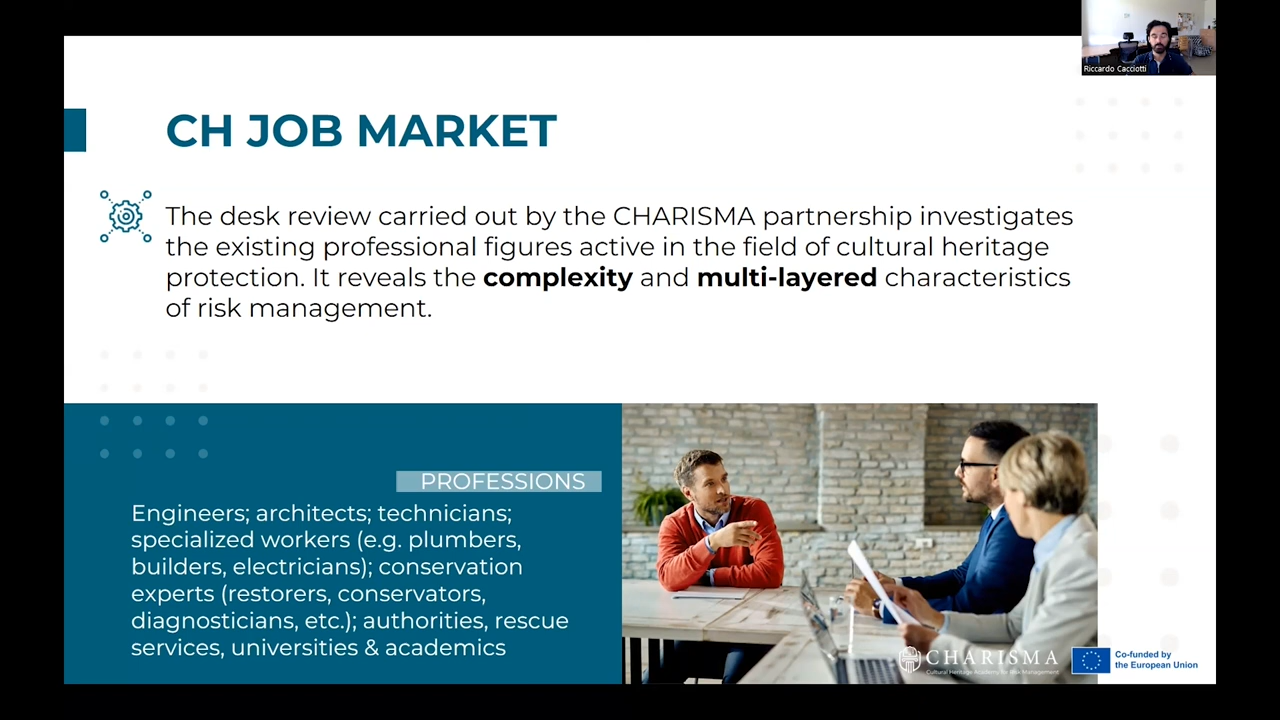 Riccardo Cacciotti
CH JOB MARKET
The desk review carried out by the CHARISMA partnership investigates
the existing professional figures active in the field of cultural heritage
protection. It reveals the complexity and multi-layered characteristics
of risk management.
PROFESSIONS
Engineers; architects; technicians;
specialized workers (e.g. plumbers,
builders, electricians); conservation
experts (restorers, conservators,
diagnosticians, etc.); authorities, rescue
services, universities & academics
CHARISMA
Cultural Heritage Academy for Risk Management
Co-funded by
the European Union